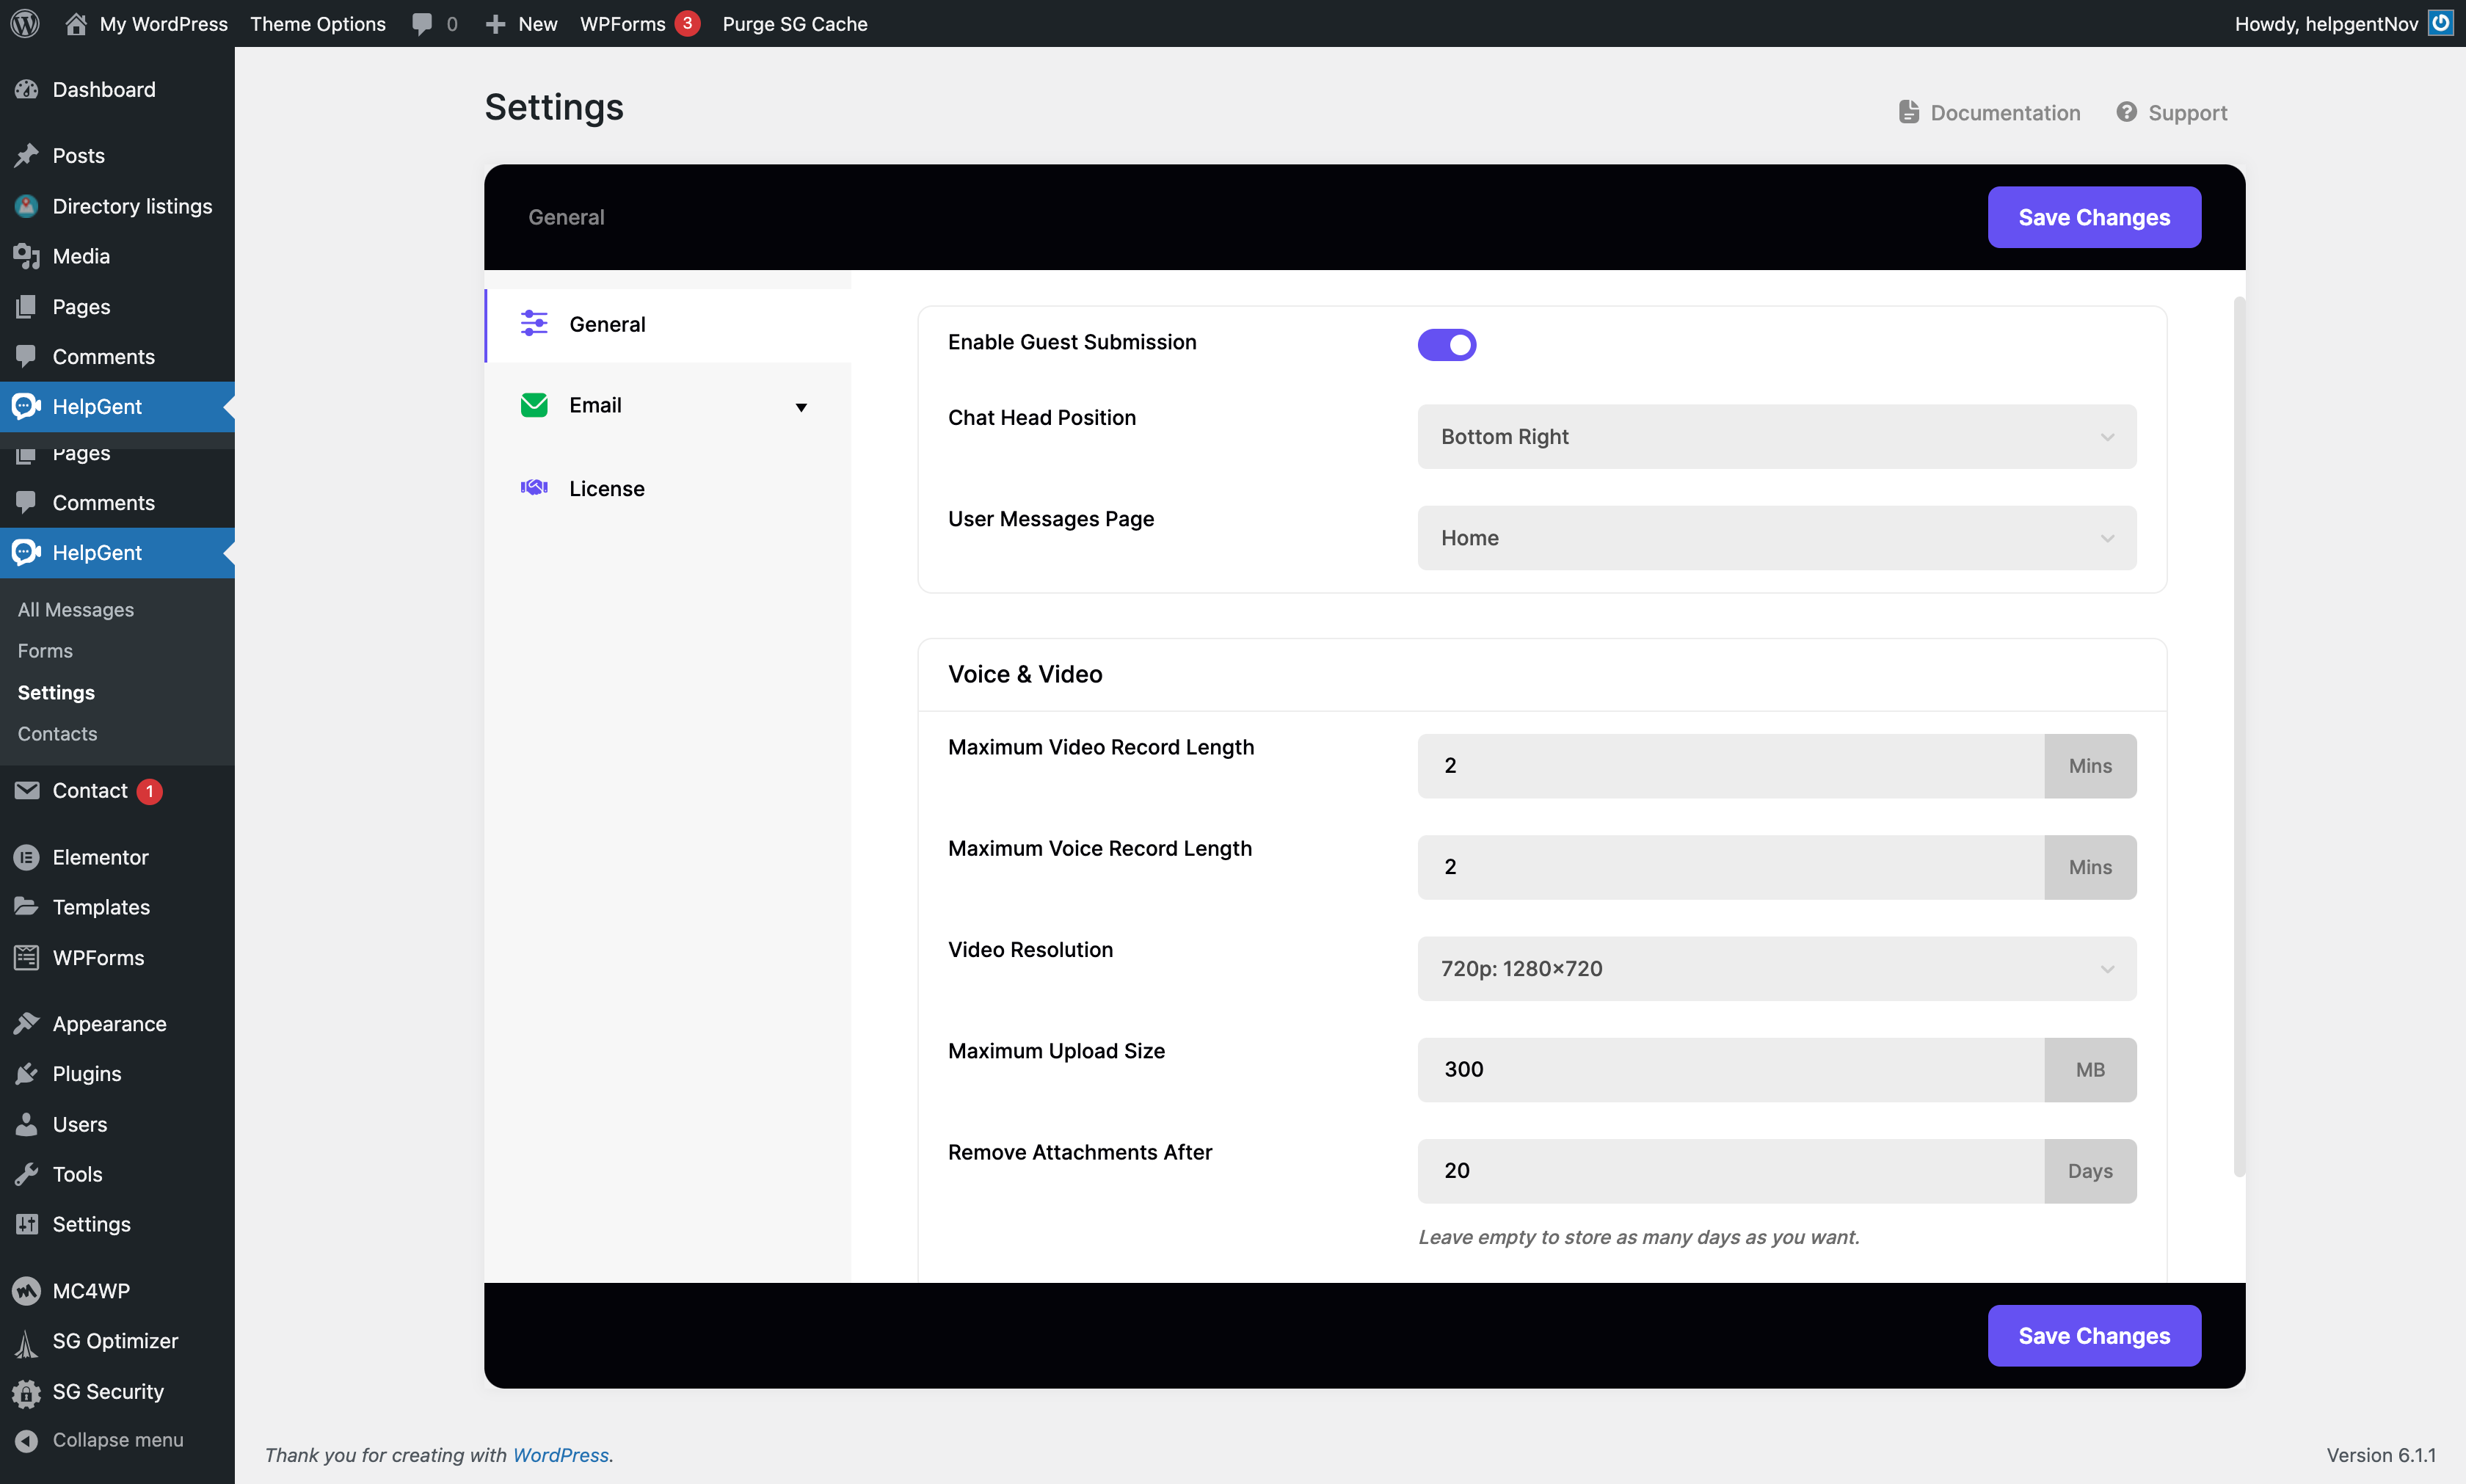 My WordPress
Theme Options
0
New
WPForms 3
Purge SG Cache
Howdy, helpgentNov
Dashboard
Posts
Directory listings
Media
Pages
Comments
HelpGent
Pages
Comments
HelpGent
All Messages
Forms
Settings
Contacts
Contact 1
Elementor
Templates
WPForms
Appearance
Plugins
Users
Tools
Settings
MC4WP
SG Optimizer
SG Security
Collapse menu
Settings
Documentation
Support
General
Save Changes
General
Email
License
Enable Guest Submission
Chat Head Position
Bottom Right
User Messages Page
Home
Voice & Video
Maximum Video Record Length
2 Mins
Maximum Voice Record Length
2 Mins
Video Resolution
720p: 1280×720
Maximum Upload Size
300 MB
Remove Attachments After
20 Days
Leave empty to store as many days as you want.
Save Changes
Thank you for creating with WordPress.
Version 6.1.1